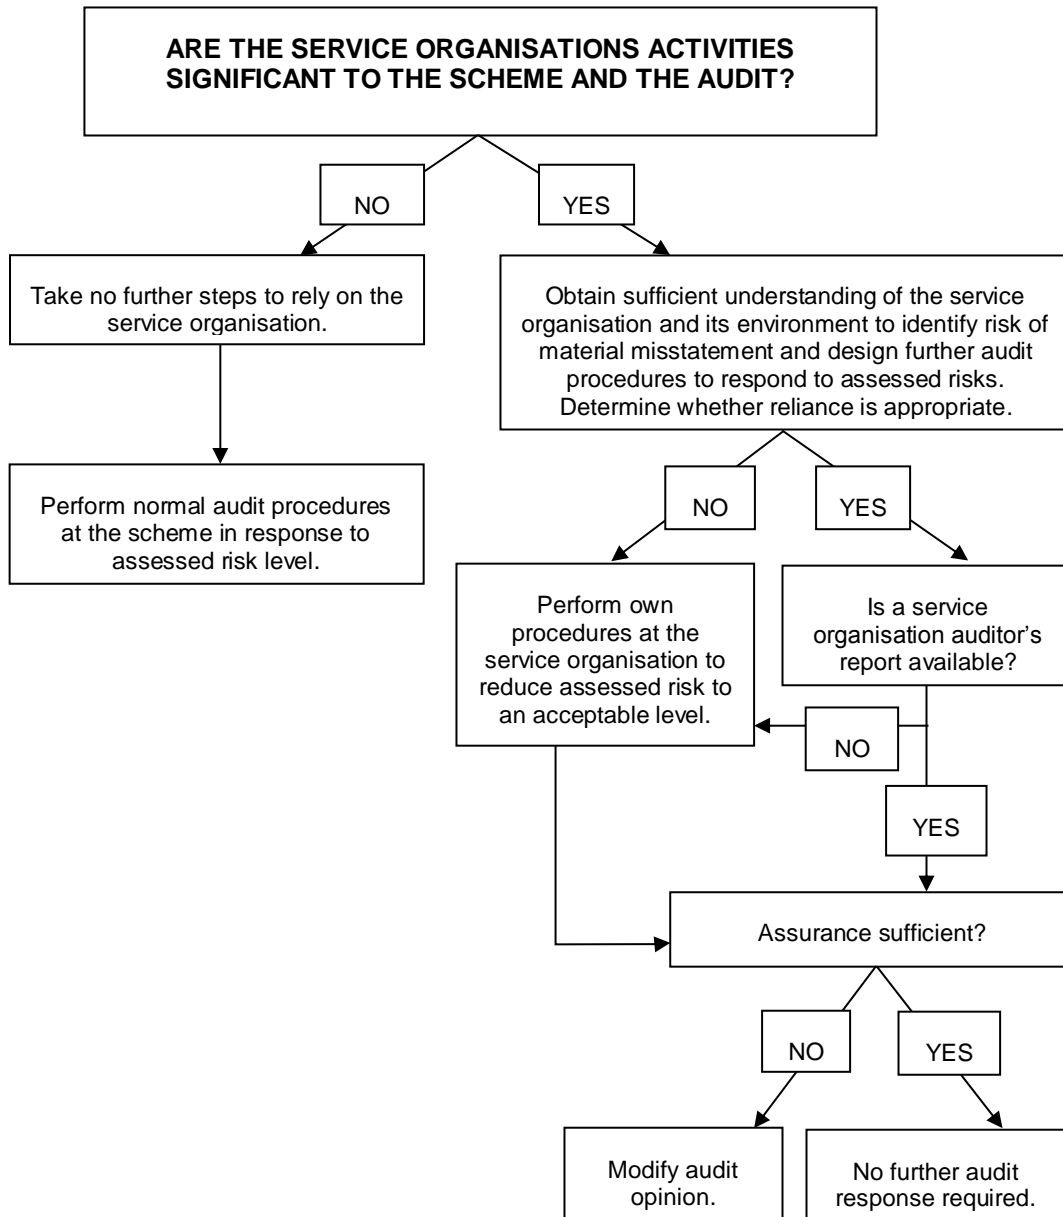 ARE THE SERVICE ORGANISATIONS ACTIVITIES
SIGNIFICANT TO THE SCHEME AND THE AUDIT?
NO
YES
Take no further steps to rely on the
service organisation.
Obtain sufficient understanding of the service
organisation and its environment to identify risk of
material misstatement and design further audit
procedures to respond to assessed risks.
Determine whether reliance is appropriate.
Perform normal audit procedures
at the scheme in response to
assessed risk level.
NO
YES
Perform own
procedures at the
service organisation to
reduce assessed risk to
an acceptable level.
Is a service
organisation auditor’s
report available?
NO
YES
Assurance sufficient?
NO
YES
Modify audit
opinion.
No further audit
response required.